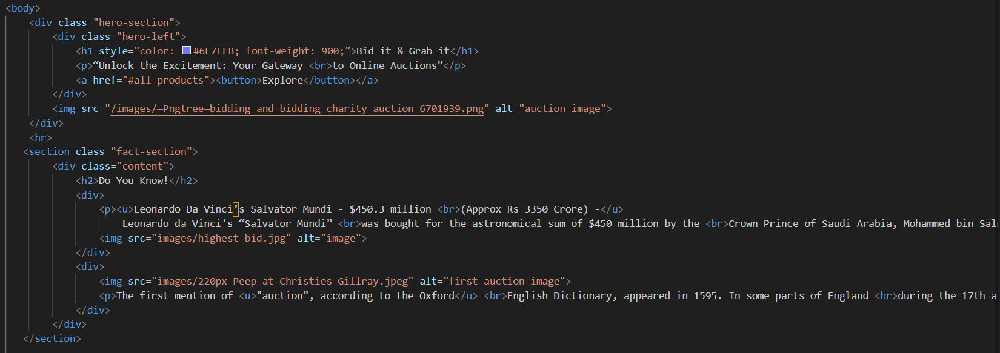 <body>
<div class="hero-section">
<div class="hero-left">
<h1 style="color: #6E7FEB; font-weight: 900;">Bid it & Grab it</h1>
<p>“Unlock the Excitement: Your Gateway <br>to Online Auctions”</p>
<a href="#all-products"><button>Explore</button></a>
</div>
<img src="/images/—Pngtree—bidding and bidding charity auction_6701939.png" alt="auction image">
</div>
<hr>
<section class="fact-section">
<div class="content">
<h2>Do You Know!</h2>
<div>
<p><u>Leonardo Da Vinci’s Salvator Mundi - $450.3 million <br>(Approx Rs 3350 Crore) -</u>
Leonardo da Vinci's “Salvator Mundi” <br>was bought for the astronomical sum of $450 million by the <br>Crown Prince of Saudi Arabia, Mohammed bin
<img src="images/highest-bid.jpg" alt="image">
</div>
<div>
<img src="images/220px-Peep-at-Christies-Gillray.jpeg" alt="first auction image">
<p>The first mention of <u>"auction", according to the Oxford</u> <br>English Dictionary, appeared in 1595. In some parts of England <br>during the 17th
</div>
</div>
</section>